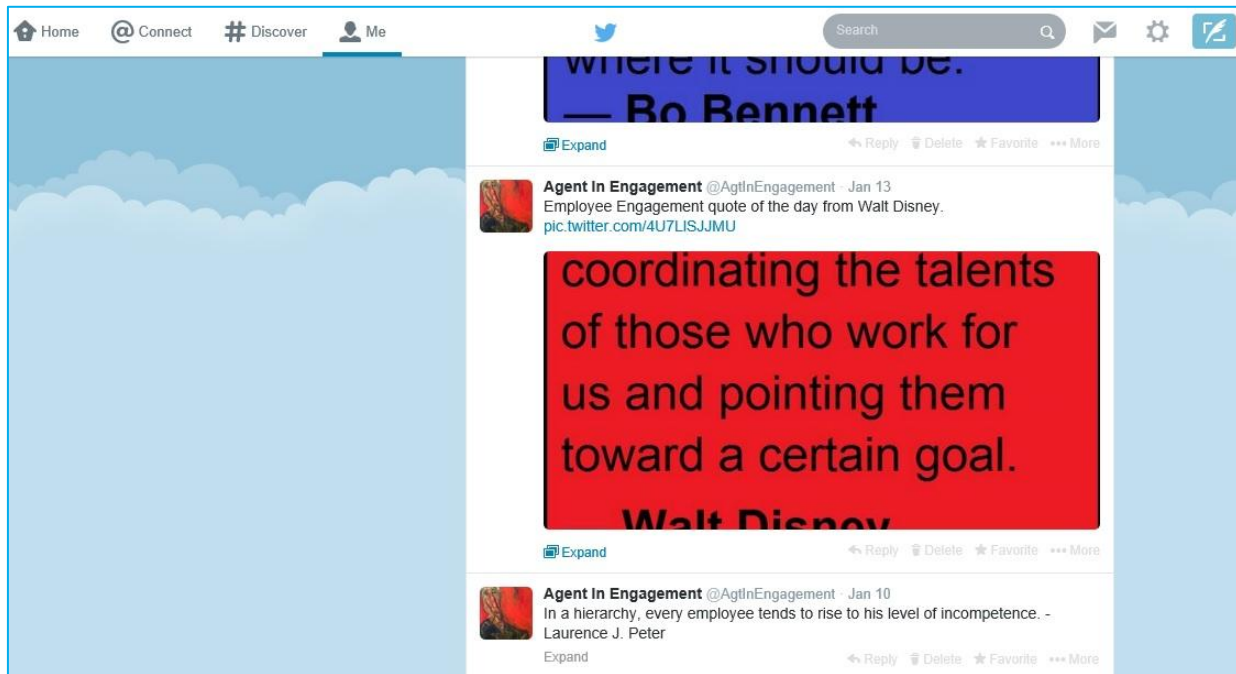 Home Connect Discover Me Search
where it should be.
— Bo Bennett
Expand Reply Delete Favorite More
Agent In Engagement @AgtInEngagement · Jan 13
Employee Engagement quote of the day from Walt Disney.
pic.twitter.com/4U7LISJJMU
coordinating the talents
of those who work for
us and pointing them
toward a certain goal.
— Walt Disney
Expand Reply Delete Favorite More
Agent In Engagement @AgtInEngagement · Jan 10
In a hierarchy, every employee tends to rise to his level of incompetence. -
Laurence J. Peter
Expand Reply Delete Favorite More